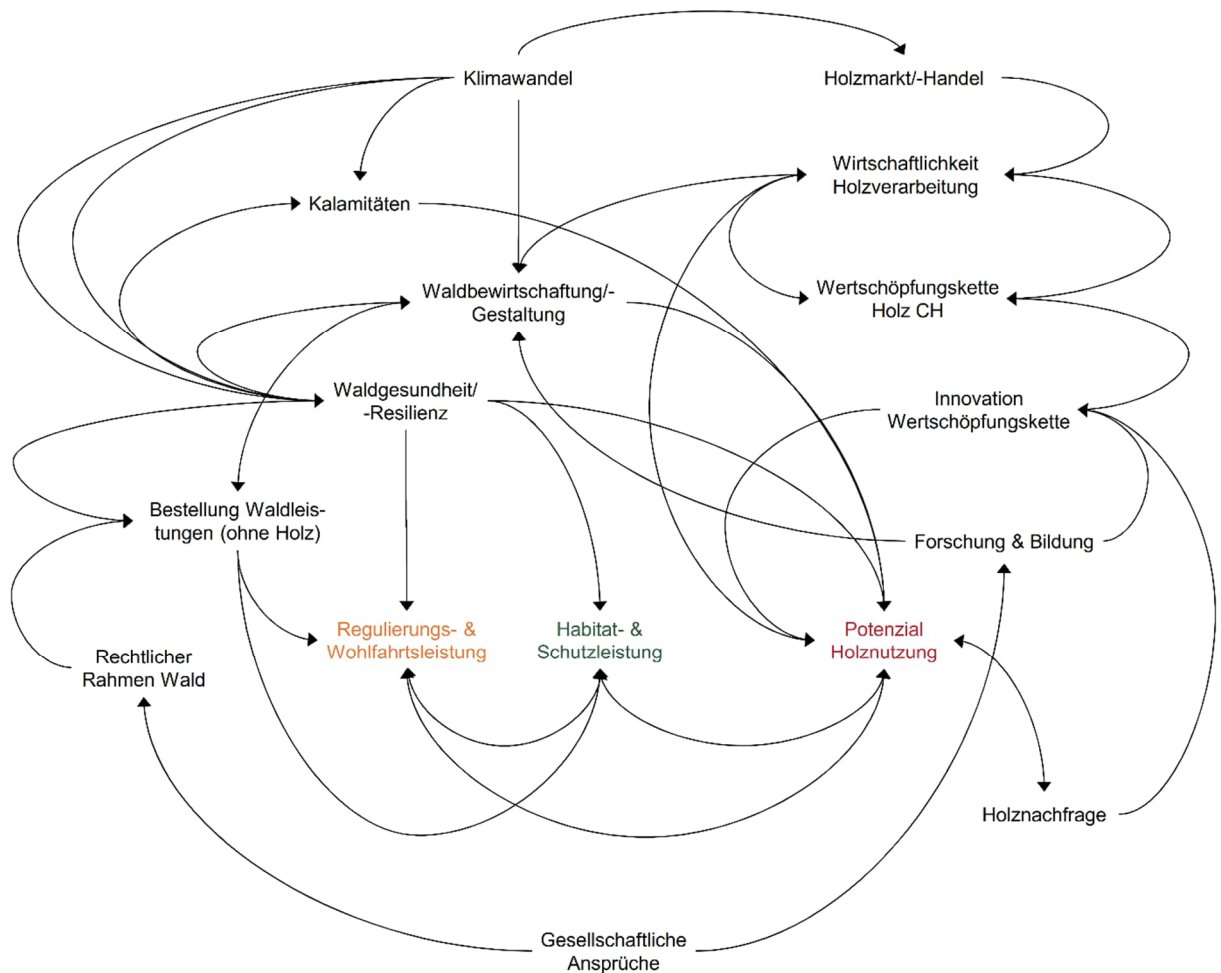 Klimawandel
Holzmarkt/-Handel
Wirtschaftlichkeit
Holzverarbeitung
Kalamitäten
Waldbewirtschaftung/-
Gestaltung
Wertschöpfungskette
Holz CH
Waldgesundheit/
-Resilienz
Innovation
Wertschöpfungskette
Bestellung Waldleis-
tungen (ohne Holz)
Forschung & Bildung
Regulierungs- &
Wohlfahrtsleistung
Habitat- &
Schutzleistung
Potenzial
Holznutzung
Rechtlicher
Rahmen Wald
Holznachfrage
Gesellschaftliche
Ansprüche